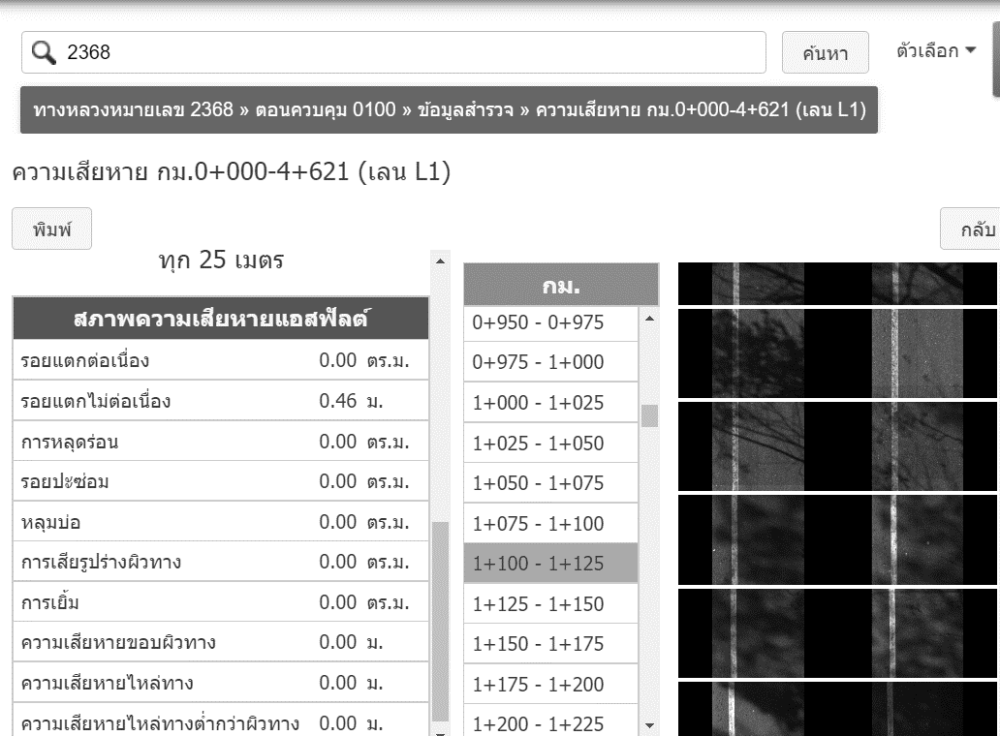 2368
ค้นหา
ตัวเลือก
ทางหลวงหมายเลข 2368 » ตอนควบคุม 0100 » ข้อมูลสำรวจ » ความเสียหาย กม.0+000-4+621 (เลน L1)
ความเสียหาย กม.0+000-4+621 (เลน L1)
พิมพ์
กลับ
ทุก 25 เมตร
สภาพความเสียหายแอสฟัลต์
รอยแตกต่อเนื่อง 0.00 ตร.ม.
รอยแตกไม่ต่อเนื่อง 0.46 ม.
การหลุดร่อน 0.00 ตร.ม.
รอยปะซ่อม 0.00 ตร.ม.
หลุมบ่อ 0.00 ตร.ม.
การเสียรูปร่างผิวทาง 0.00 ตร.ม.
การเยิ้ม 0.00 ตร.ม.
ความเสียหายขอบผิวทาง 0.00 ม.
ความเสียหายไหล่ทาง 0.00 ม.
ความเสียหายไหล่ทางต่ำกว่าผิวทาง 0.00 ม.
กม.
0+950 - 0+975
0+975 - 1+000
1+000 - 1+025
1+025 - 1+050
1+050 - 1+075
1+075 - 1+100
1+100 - 1+125
1+125 - 1+150
1+150 - 1+175
1+175 - 1+200
1+200 - 1+225